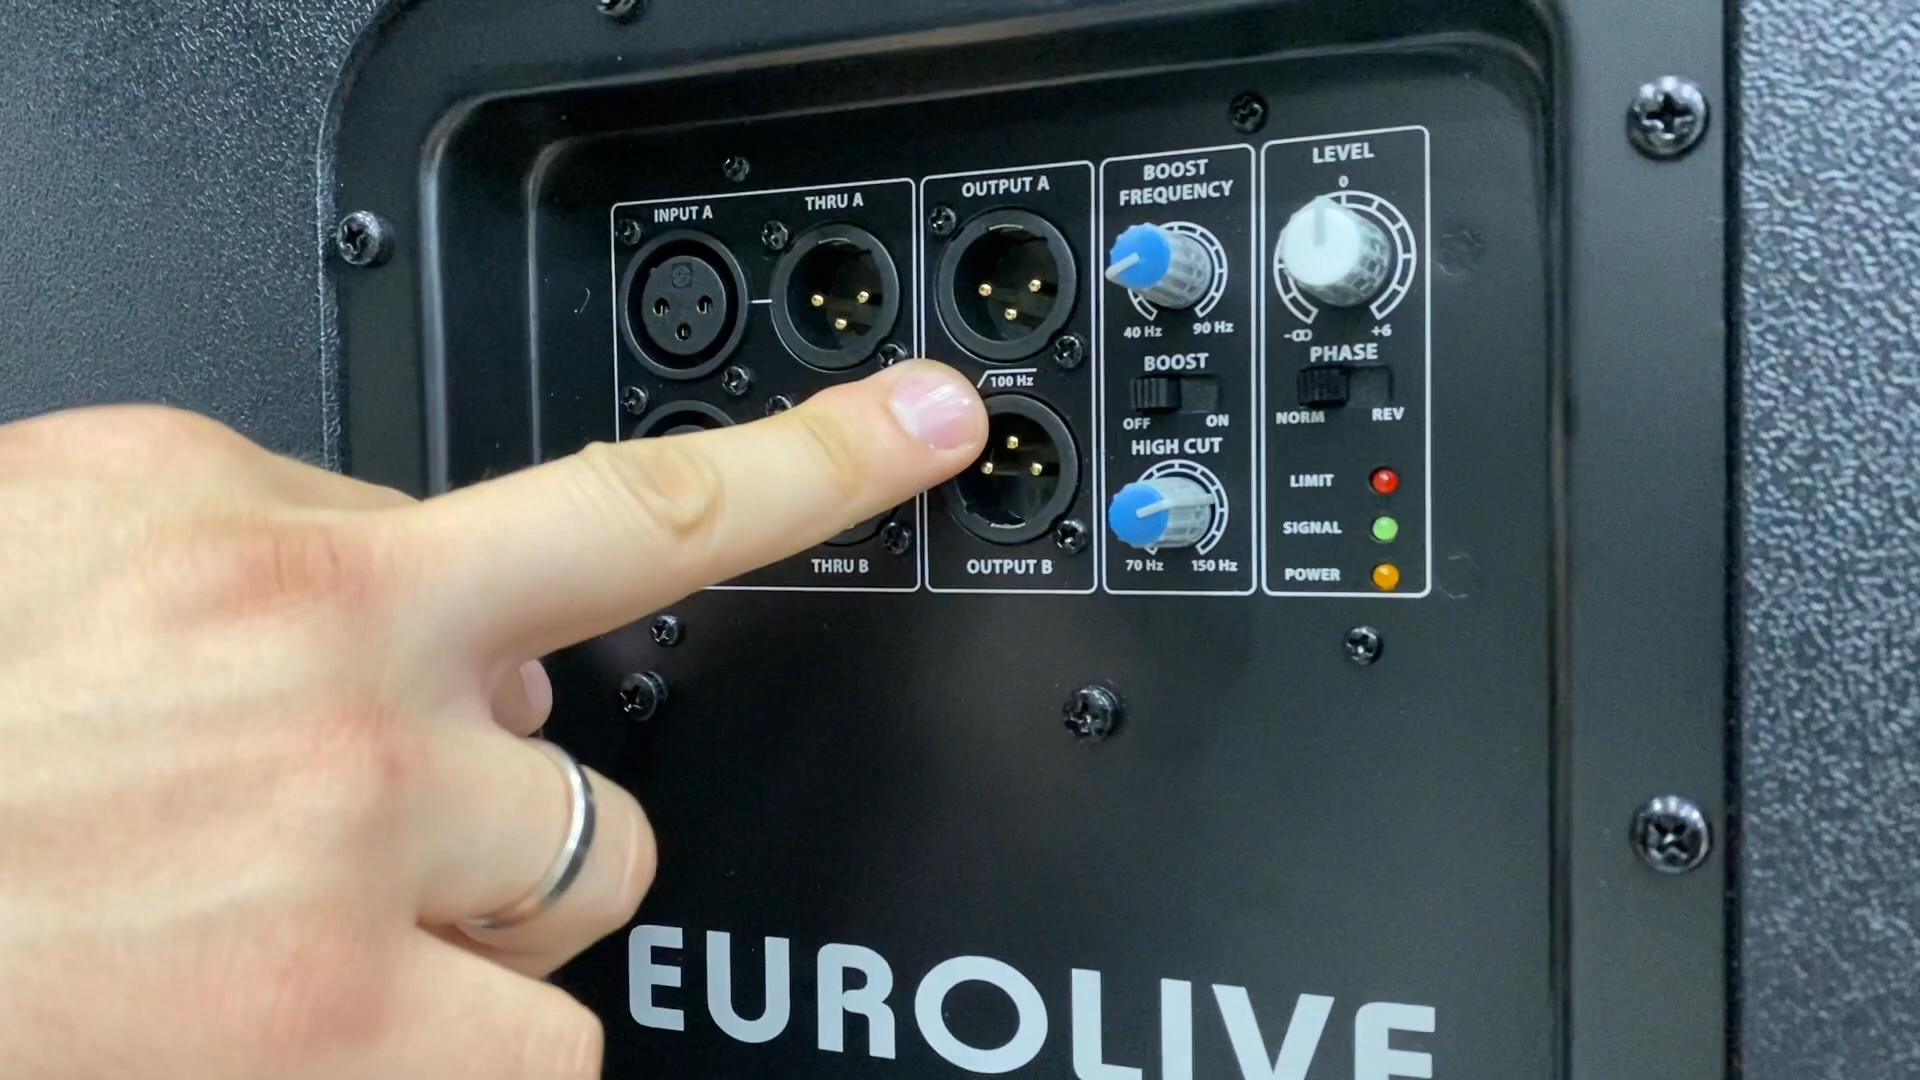 INPUT A
THRU A
THRU B
OUTPUT A
100 Hz
OUTPUT B
BOOST
FREQUENCY
40 Hz
90 Hz
BOOST
OFF
ON
HIGH CUT
70 Hz
150 Hz
LEVEL
0
-∞
+6
PHASE
NORM
REV
LIMIT
SIGNAL
POWER
EUROLIVE